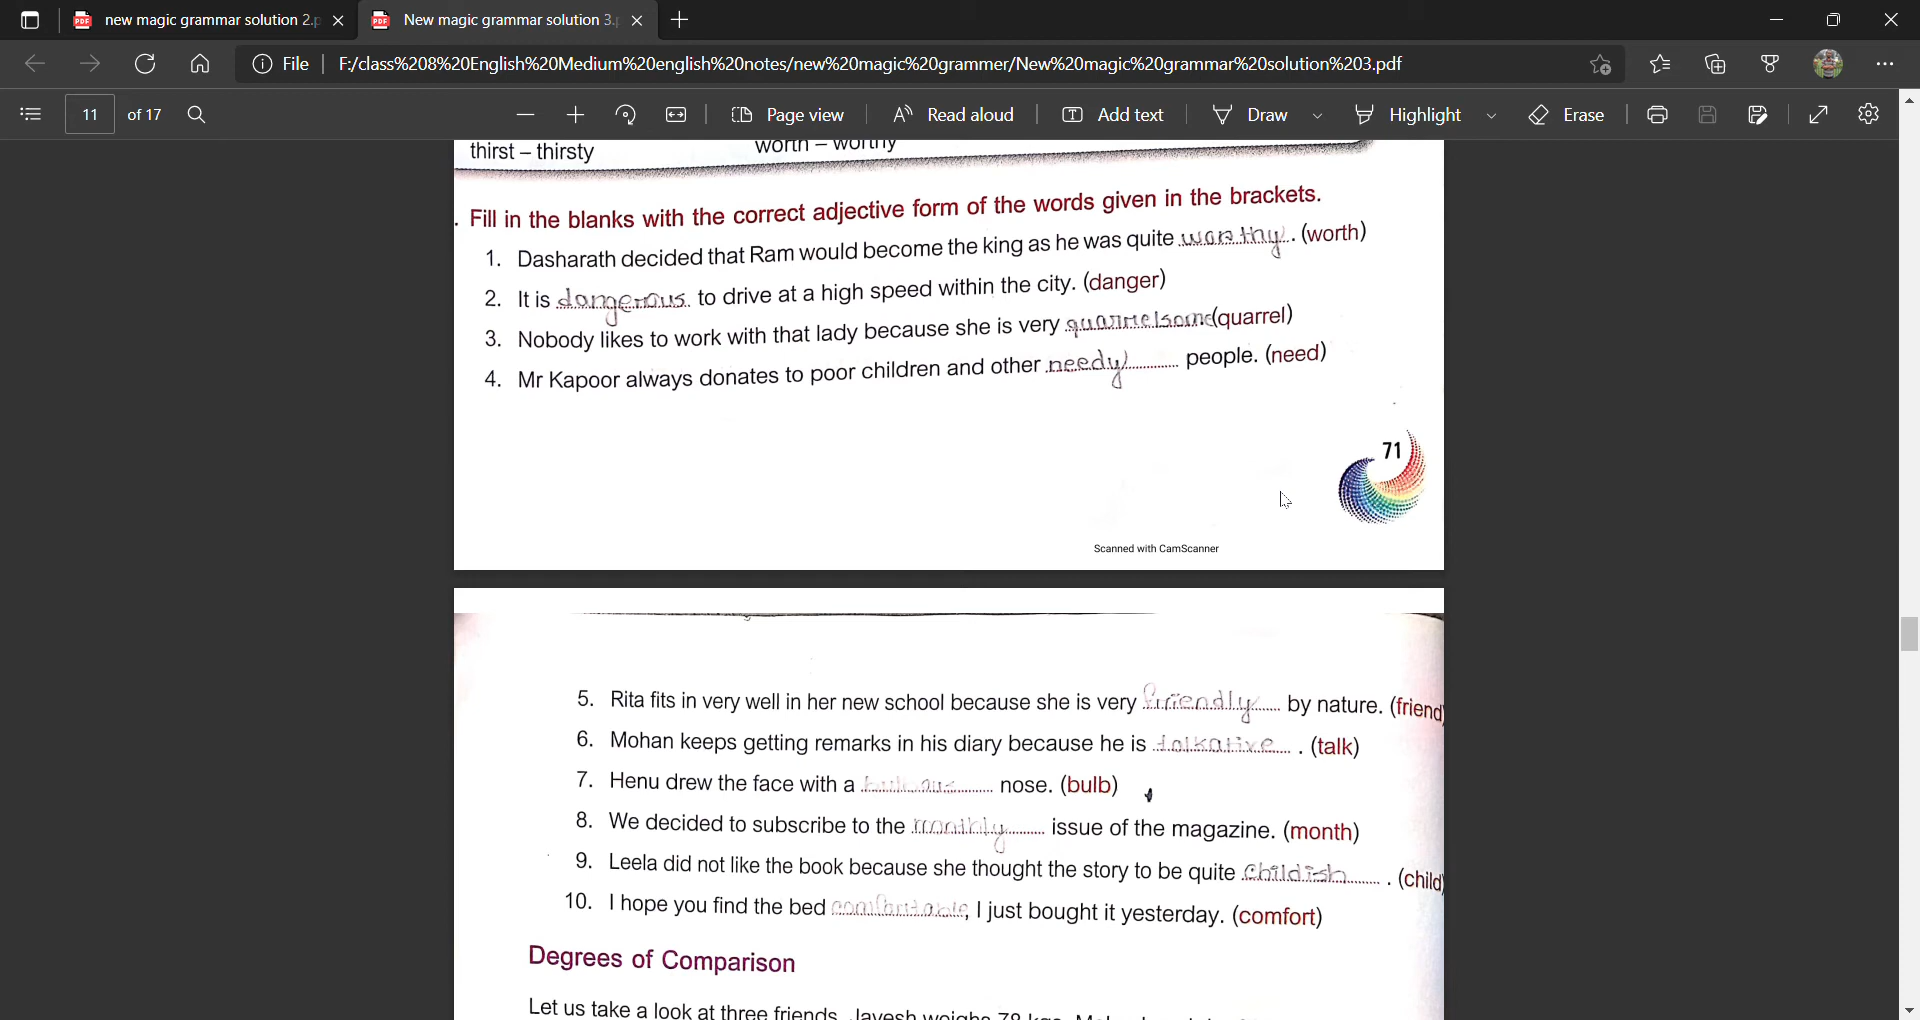 new magic grammar solution 2.p
New magic grammar solution 3.p
File
F:/class%208%20English%20Medium%20english%20notes/new%20magic%20grammer/New%20magic%20grammar%20solution%203.pdf
11 of 17
Page view
Read aloud
Add text
Draw
Highlight
Erase
thirst – thirsty
worth – worthy
Fill in the blanks with the correct adjective form of the words given in the brackets.
1. Dasharath decided that Ram would become the king as he was quite worthy. (worth)
2. It is dangerous to drive at a high speed within the city. (danger)
3. Nobody likes to work with that lady because she is very quarrelsome (quarrel)
4. Mr Kapoor always donates to poor children and other needy people. (need)
71
Scanned with CamScanner
5. Rita fits in very well in her new school because she is very friendly by nature. (friend)
6. Mohan keeps getting remarks in his diary because he is talkative. (talk)
7. Henu drew the face with a nose. (bulb)
8. We decided to subscribe to the monthly issue of the magazine. (month)
9. Leela did not like the book because she thought the story to be quite childish. (child)
10. I hope you find the bed comfortable, I just bought it yesterday. (comfort)
Degrees of Comparison
Let us take a look at three friends. Jayesh weighs 78 kgs.